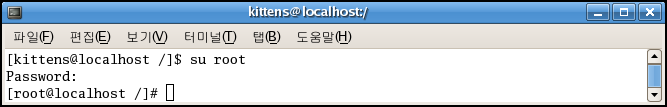 kittens@localhost:/
파일(F) 편집(E) 보기(V) 터미널(T) 탭(B) 도움말(H)
[kittens@localhost /]$ su root
Password:
[root@localhost /]#